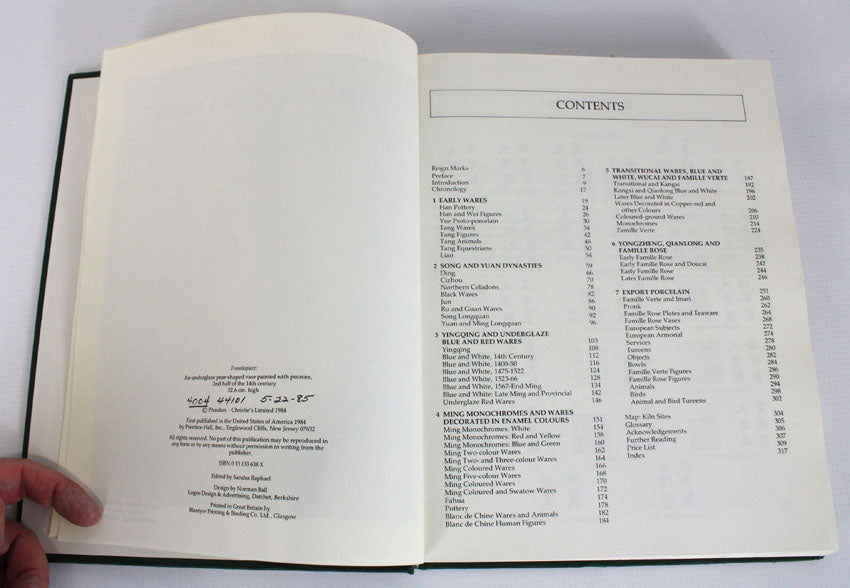 Frontispiece:
An underglaze pear-shaped vase painted with peonies,
2nd half of the 14th century
32.6 cm. high
4004 44101 5-22-85
© Phaidon · Christie's Limited 1984
First published in the United States of America 1984
by Prentice-Hall, Inc., Englewood Cliffs, New Jersey 07632
All rights reserved. No part of this publication may be reproduced in
any form or by any means without permission in writing from the
publisher.
ISBN 0 13 133 638 X
Edited by Sandra Raphael
Design by Norman Ball
Logos Design & Advertising, Datchet, Berkshire
Printed in Great Britain by
Blantyre Printing & Binding Co. Ltd., Glasgow
CONTENTS
Reign Marks 6
Preface 7
Introduction 9
Chronology 17
1 EARLY WARES 19
Han Pottery 24
Han and Wei Figures 26
Yue Proto-porcelain 30
Tang Wares 34
Tang Figures 42
Tang Animals 46
Tang Equestrians 50
Liao 54
2 SONG AND YUAN DYNASTIES 59
Ding 66
Cizhou 70
Northern Celadons 78
Black Wares 82
Jun 86
Ru and Guan Wares 90
Song Longquan 92
Yuan and Ming Longquan 96
3 YINGQING AND UNDERGLAZE
BLUE AND RED WARES 103
Yingqing 108
Blue and White, 14th Century 112
Blue and White, 1400-50 116
Blue and White, 1475-1522 124
Blue and White, 1523-66 128
Blue and White, 1567-End Ming 134
Blue and White: Late Ming and Provincial 142
Underglaze Red Wares 146
4 MING MONOCHROMES AND WARES
DECORATED IN ENAMEL COLOURS 151
Ming Monochromes: White 154
Ming Monochromes: Red and Yellow 158
Ming Monochromes: Blue and Green 160
Ming Two-colour Wares 162
Ming Two- and Three-colour Wares 164
Ming Coloured Wares 166
Ming Five-colour Wares 168
Ming Coloured Wares 170
Ming Coloured and Swatow Wares 172
Fahua 174
Pottery 178
Blanc de Chine Wares and Animals 182
Blanc de Chine Human Figures 184
5 TRANSITIONAL WARES, BLUE AND
WHITE, WUCAI AND FAMILLE VERTE 187
Transitional and Kangxi 192
Kangxi and Qianlong Blue and White 196
Later Blue and White 202
Wares Decorated in Copper-red and
other Colours 206
Coloured-ground Wares 210
Monochromes 214
Famille Verte 224
6 YONGZHENG, QIANLONG AND
FAMILLE ROSE 235
Early Famille Rose 238
Early Famille Rose and Doucai 242
Early Famille Rose 244
Later Famille Rose 246
7 EXPORT PORCELAIN 251
Famille Verte and Imari 260
Pronk 262
Famille Rose Plates and Teaware 264
Famille Rose Vases 268
European Subjects 272
European Armorial 274
Services 278
Tureens 280
Objects 282
Bowls 284
Famille Verte Figures 286
Famille Rose Figures 290
Animals 294
Birds 298
Animal and Bird Tureens 302
Map: Kiln Sites 304
Glossary 305
Acknowledgements 306
Further Reading 307
Price List 309
Index 317